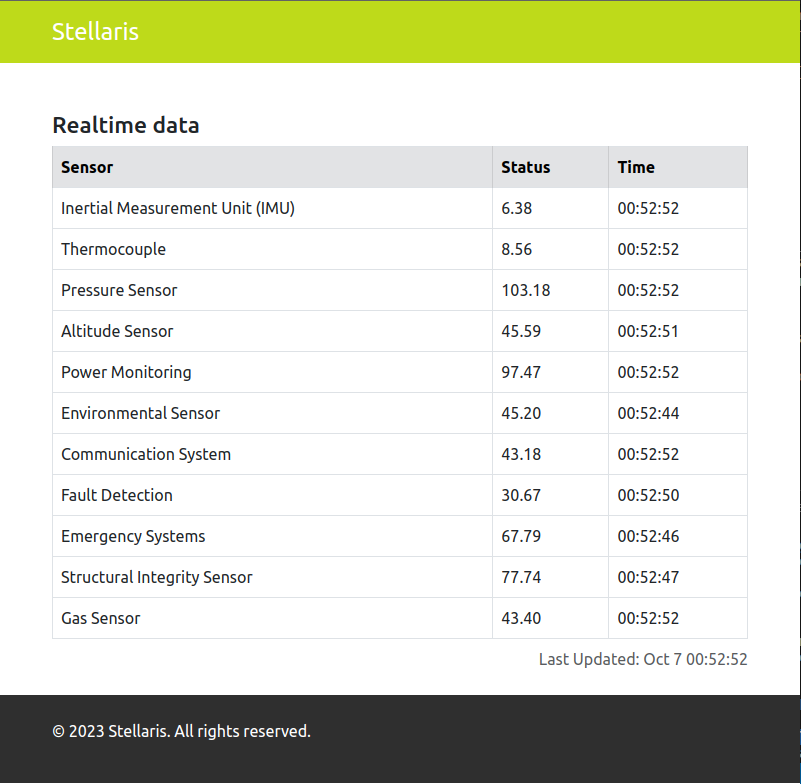 Stellaris
Realtime data
Sensor Status Time
Inertial Measurement Unit (IMU) 6.38 00:52:52
Thermocouple 8.56 00:52:52
Pressure Sensor 103.18 00:52:52
Altitude Sensor 45.59 00:52:51
Power Monitoring 97.47 00:52:52
Environmental Sensor 45.20 00:52:44
Communication System 43.18 00:52:52
Fault Detection 30.67 00:52:50
Emergency Systems 67.79 00:52:46
Structural Integrity Sensor 77.74 00:52:47
Gas Sensor 43.40 00:52:52
Last Updated: Oct 7 00:52:52
© 2023 Stellaris. All rights reserved.